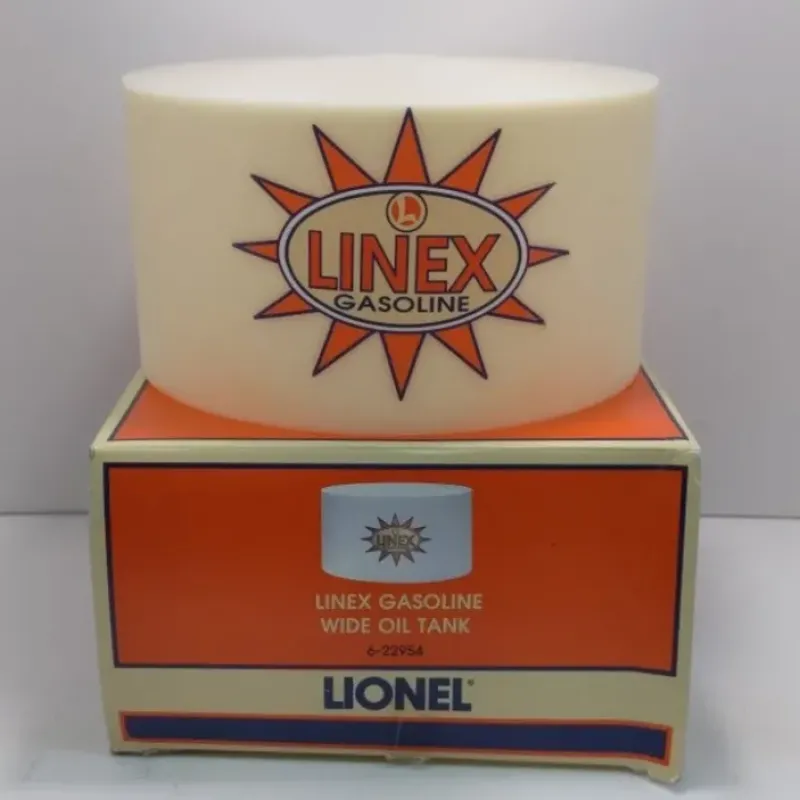 L
LINEX
GASOLINE
LINEX
LINEX GASOLINE
WIDE OIL TANK
6-22954
LIONEL®